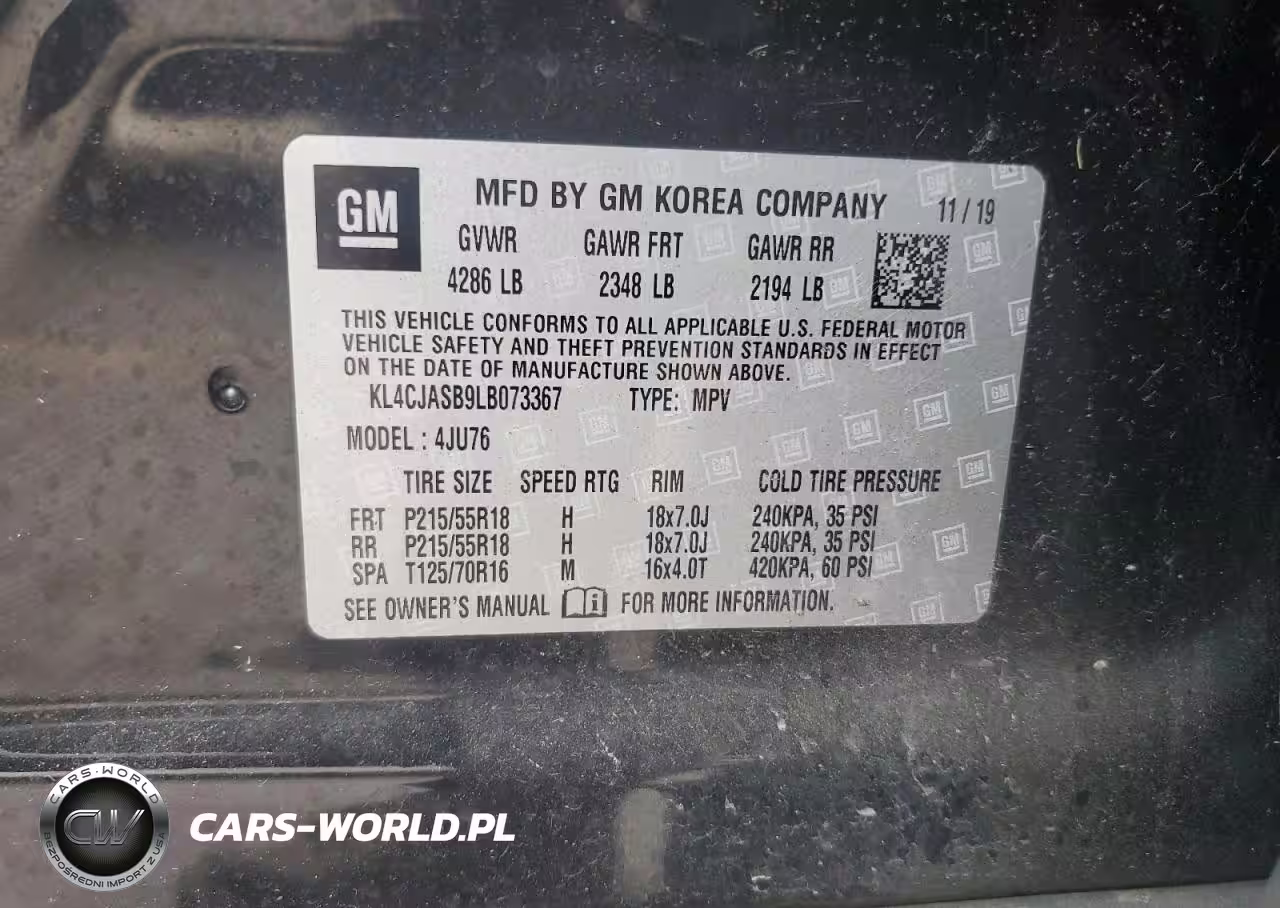 GM
MFD BY GM KOREA COMPANY 11 / 19
GVWR GAWR FRT GAWR RR
4286 LB 2348 LB 2194 LB
THIS VEHICLE CONFORMS TO ALL APPLICABLE U.S. FEDERAL MOTOR
VEHICLE SAFETY AND THEFT PREVENTION STANDARDS IN EFFECT
ON THE DATE OF MANUFACTURE SHOWN ABOVE.
KL4CJASB9LB073367 TYPE: MPV
MODEL : 4JU76
TIRE SIZE SPEED RTG RIM COLD TIRE PRESSURE
FRT P215/55R18 H 18x7.0J 240KPA, 35 PSI
RR P215/55R18 H 18x7.0J 240KPA, 35 PSI
SPA T125/70R16 M 16x4.0T 420KPA, 60 PSI
SEE OWNER'S MANUAL FOR MORE INFORMATION.
CARS-WORLD
CW
BEZPOŚREDNI IMPORT Z USA
CARS-WORLD.PL